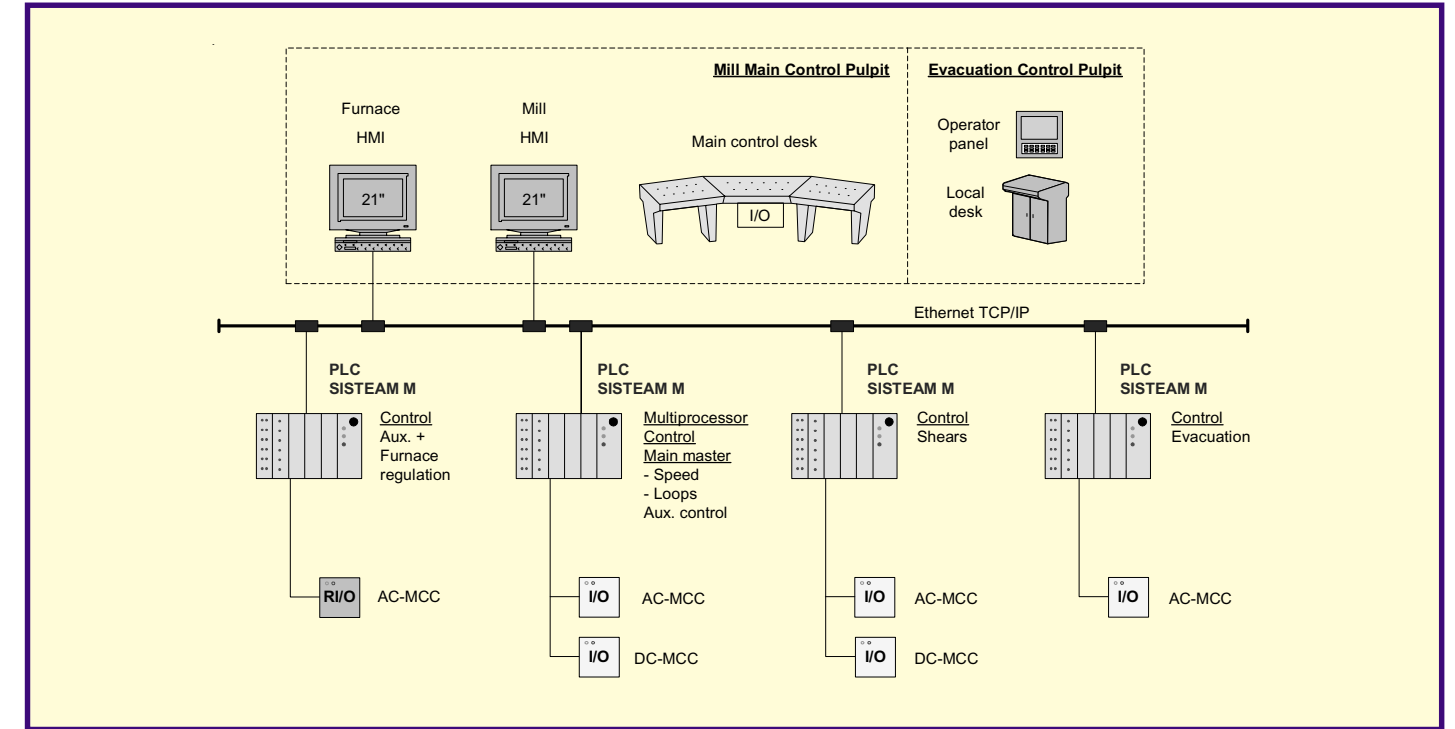 Mill Main Control Pulpit
Evacuation Control Pulpit
Furnace
HMI
21"
Mill
HMI
21"
Main control desk
I/O
Operator
panel
Local
desk
Ethernet TCP/IP
PLC
SISTEAM M
Control
Aux. +
Furnace
regulation
PLC
SISTEAM M
Multiprocessor
Control
Main master
- Speed
- Loops
Aux. control
PLC
SISTEAM M
Control
Shears
PLC
SISTEAM M
Control
Evacuation
RI/O
AC-MCC
I/O
AC-MCC
I/O
DC-MCC
I/O
AC-MCC
I/O
DC-MCC
I/O
AC-MCC